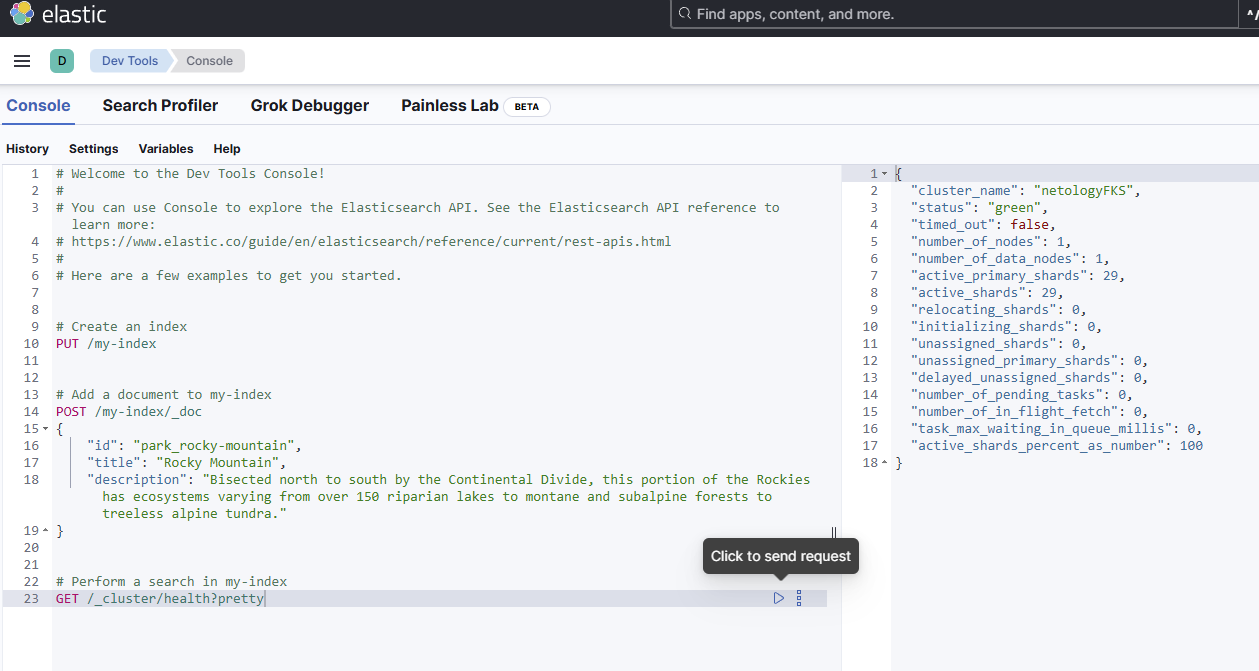 elastic
Find apps, content, and more.
D
Dev Tools
Console
Console
Search Profiler
Grok Debugger
Painless Lab
BETA
History
Settings
Variables
Help
1 # Welcome to the Dev Tools Console!
2 #
3 # You can use Console to explore the Elasticsearch API. See the Elasticsearch API reference to
learn more:
4 # https://www.elastic.co/guide/en/elasticsearch/reference/current/rest-apis.html
5 #
6 # Here are a few examples to get you started.
7
8
9 # Create an index
10 PUT /my-index
11
12
13 # Add a document to my-index
14 POST /my-index/_doc
15 {
16 "id": "park_rocky-mountain",
17 "title": "Rocky Mountain",
18 "description": "Bisected north to south by the Continental Divide, this portion of the Rockies
has ecosystems varying from over 150 riparian lakes to montane and subalpine forests to
treeless alpine tundra."
19 }
20
21
22 # Perform a search in my-index
23 GET /_cluster/health?pretty
Click to send request
1 {
2 "cluster_name": "netologyFKS",
3 "status": "green",
4 "timed_out": false,
5 "number_of_nodes": 1,
6 "number_of_data_nodes": 1,
7 "active_primary_shards": 29,
8 "active_shards": 29,
9 "relocating_shards": 0,
10 "initializing_shards": 0,
11 "unassigned_shards": 0,
12 "unassigned_primary_shards": 0,
13 "delayed_unassigned_shards": 0,
14 "number_of_pending_tasks": 0,
15 "number_of_in_flight_fetch": 0,
16 "task_max_waiting_in_queue_millis": 0,
17 "active_shards_percent_as_number": 100
18 }